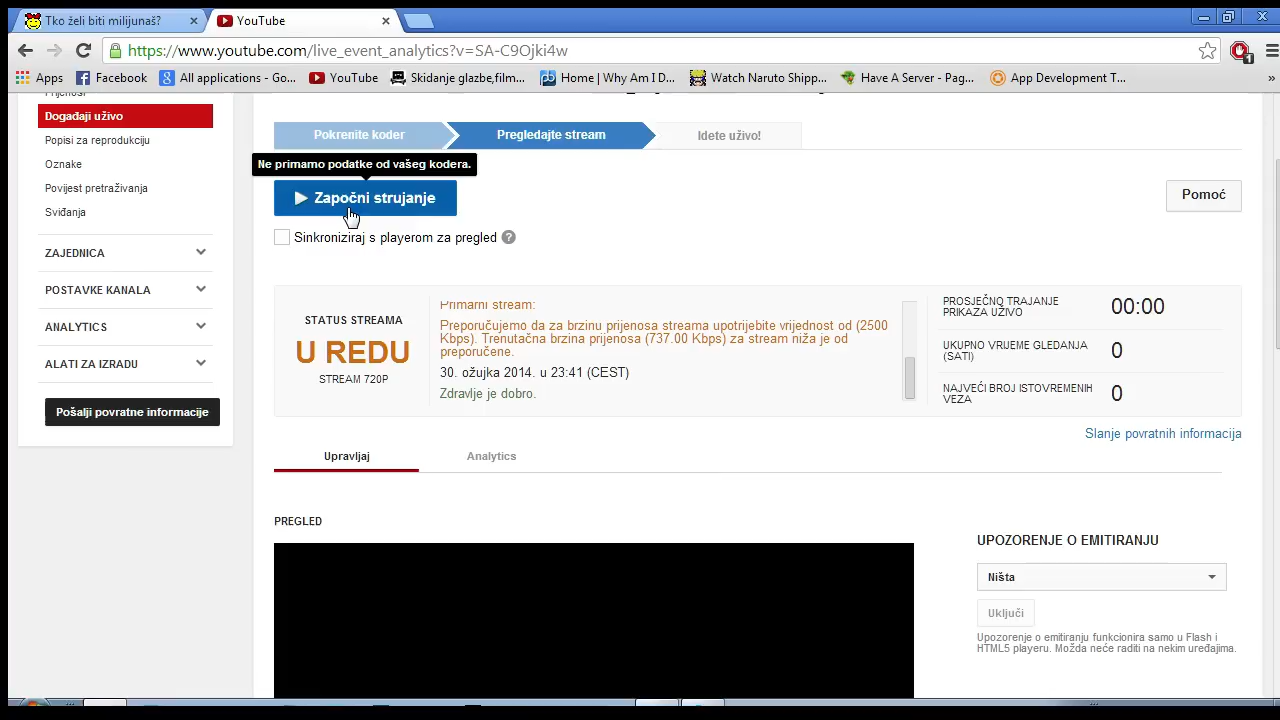 Tko želi biti milijunaš?
YouTube
https://www.youtube.com/live_event_analytics?v=SA-C9Ojki4w
1
Apps
Facebook
All applications - Go...
YouTube
Skidanje glazbe,film...
Home | Why Am I D...
Watch Naruto Shipp...
Have A Server - Pag...
App Development T...
»
Prijenosi
Događaji uživo
Popisi za reprodukciju
Oznake
Povijest pretraživanja
Sviđanja
ZAJEDNICA
POSTAVKE KANALA
ANALYTICS
ALATI ZA IZRADU
Pošalji povratne informacije
Pokrenite koder
Pregledajte stream
Idete uživo!
Ne primamo podatke od vašeg kodera.
Započni strujanje
Pomoć
Sinkroniziraj s playerom za pregled
?
STATUS STREAMA
U REDU
STREAM 720P
Primarni stream:
Preporučujemo da za brzinu prijenosa streama upotrijebite vrijednost od (2500
Kbps). Trenutačna brzina prijenosa (737.00 Kbps) za stream niža je od
preporučene.
30. ožujka 2014. u 23:41 (CEST)
Zdravlje je dobro.
PROSJEČNO TRAJANJE
PRIKAZA UŽIVO
00:00
UKUPNO VRIJEME GLEDANJA
(SATI)
0
NAJVEĆI BROJ ISTOVREMENIH
VEZA
0
Slanje povratnih informacija
Upravljaj
Analytics
PREGLED
UPOZORENJE O EMITIRANJU
Ništa
Uključi
Upozorenje o emitiranju funkcionira samo u Flash i
HTML5 playeru. Možda neće raditi na nekim uređajima.